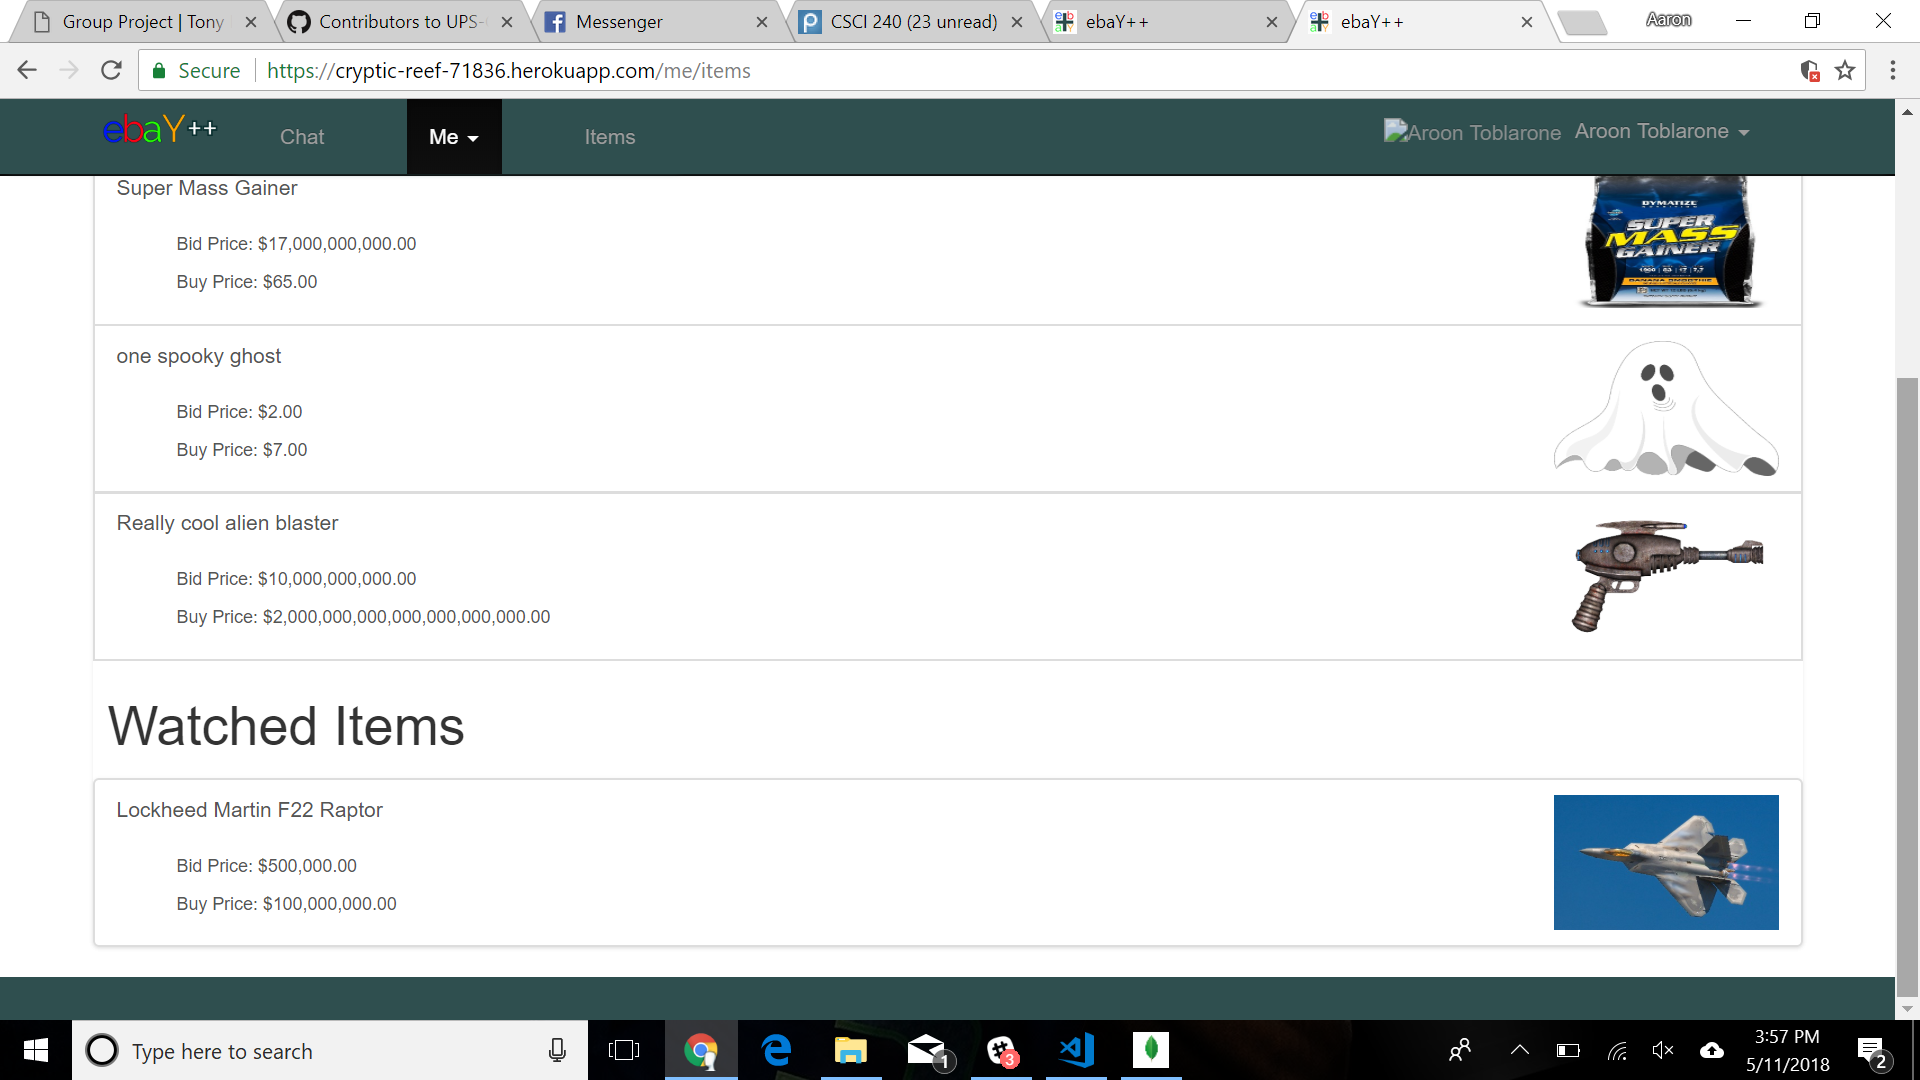 Group Project | Tony
Contributors to UPS-
Messenger
CSCI 240 (23 unread)
ebaY++
ebaY++
Aaron
Secure
https://cryptic-reef-71836.herokuapp.com/me/items
ebaY++
Chat
Me
Items
Aroon Toblarone
Aroon Toblarone
Super Mass Gainer
Bid Price: $17,000,000,000.00
Buy Price: $65.00
DYMATIZE
SUPER
MASS
GAINER
one spooky ghost
Bid Price: $2.00
Buy Price: $7.00
Really cool alien blaster
Bid Price: $10,000,000,000.00
Buy Price: $2,000,000,000,000,000,000,000.00
Watched Items
Lockheed Martin F22 Raptor
Bid Price: $500,000.00
Buy Price: $100,000,000.00
Type here to search
1
3
3:57 PM
5/11/2018
2